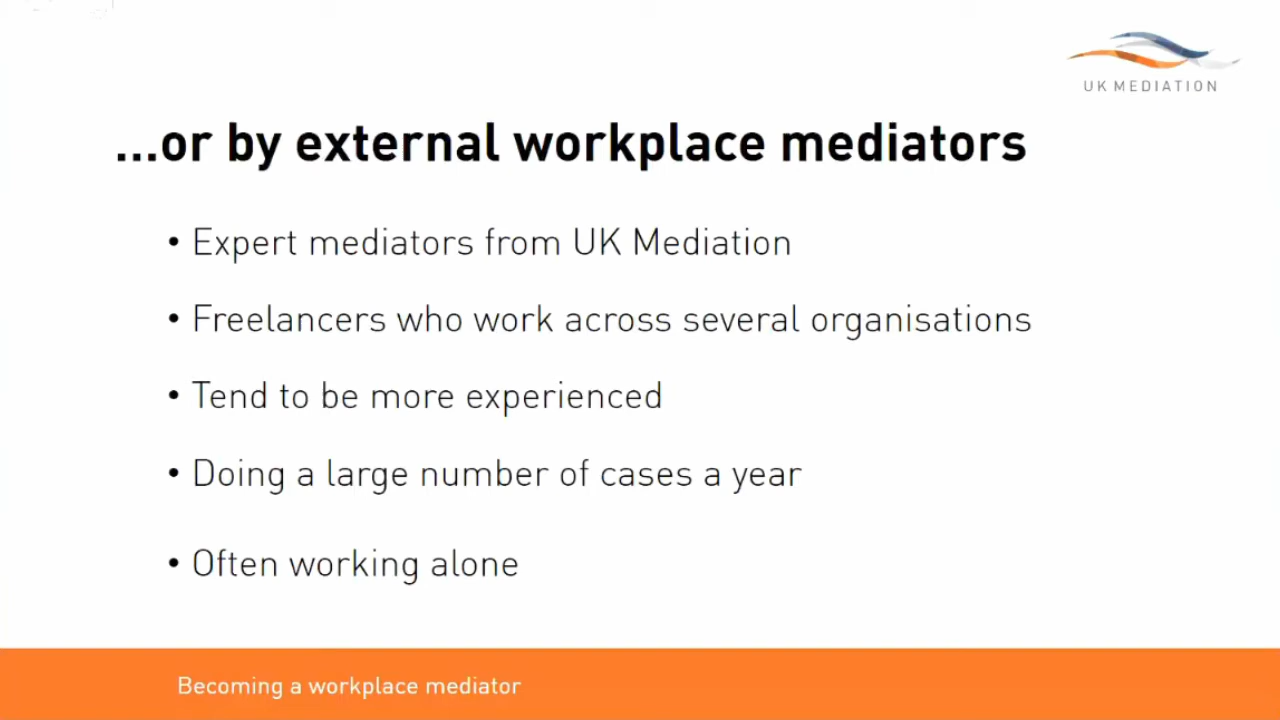 UK MEDIATION
...or by external workplace mediators
• Expert mediators from UK Mediation
• Freelancers who work across several organisations
• Tend to be more experienced
• Doing a large number of cases a year
• Often working alone
Becoming a workplace mediator